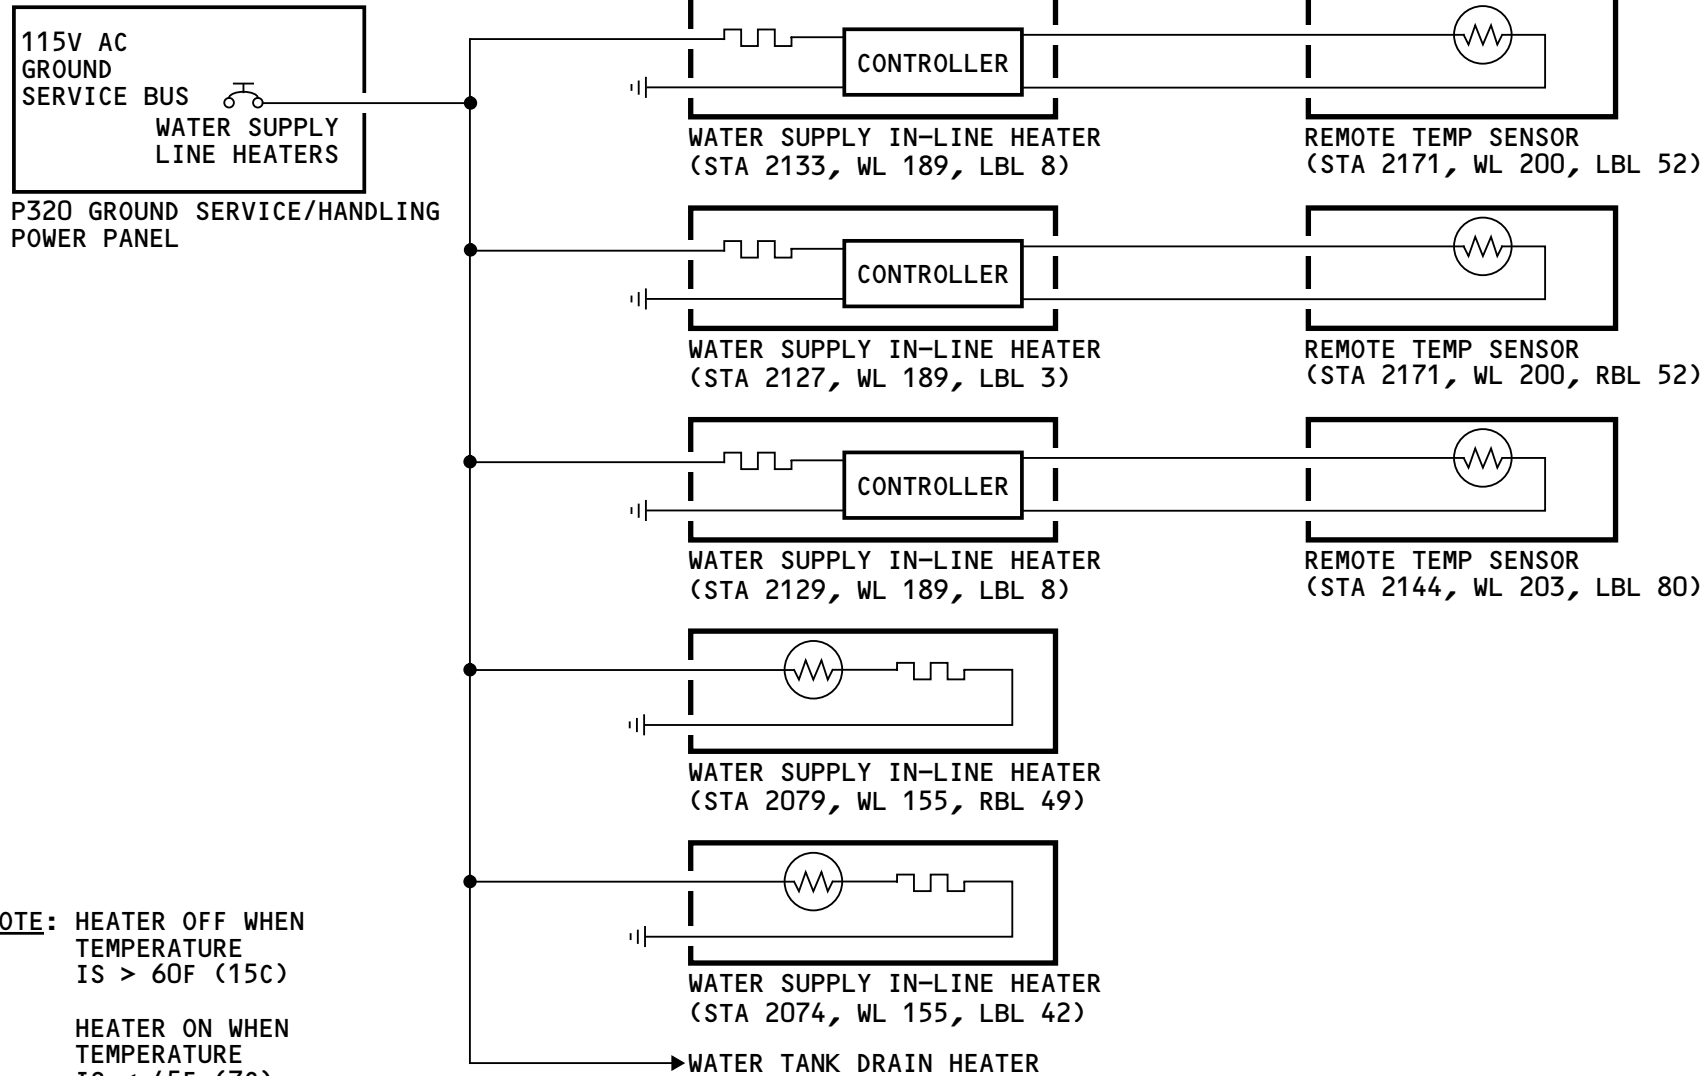 115V AC
GROUND
SERVICE BUS
WATER SUPPLY
LINE HEATERS
P320 GROUND SERVICE/HANDLING
POWER PANEL
CONTROLLER
WATER SUPPLY IN-LINE HEATER
(STA 2133, WL 189, LBL 8)
REMOTE TEMP SENSOR
(STA 2171, WL 200, LBL 52)
CONTROLLER
WATER SUPPLY IN-LINE HEATER
(STA 2127, WL 189, LBL 3)
REMOTE TEMP SENSOR
(STA 2171, WL 200, RBL 52)
CONTROLLER
WATER SUPPLY IN-LINE HEATER
(STA 2129, WL 189, LBL 8)
REMOTE TEMP SENSOR
(STA 2144, WL 203, LBL 80)
WATER SUPPLY IN-LINE HEATER
(STA 2079, WL 155, RBL 49)
WATER SUPPLY IN-LINE HEATER
(STA 2074, WL 155, LBL 42)
WATER TANK DRAIN HEATER
OTE: HEATER OFF WHEN
TEMPERATURE
IS > 60F (15C)
HEATER ON WHEN
TEMPERATURE